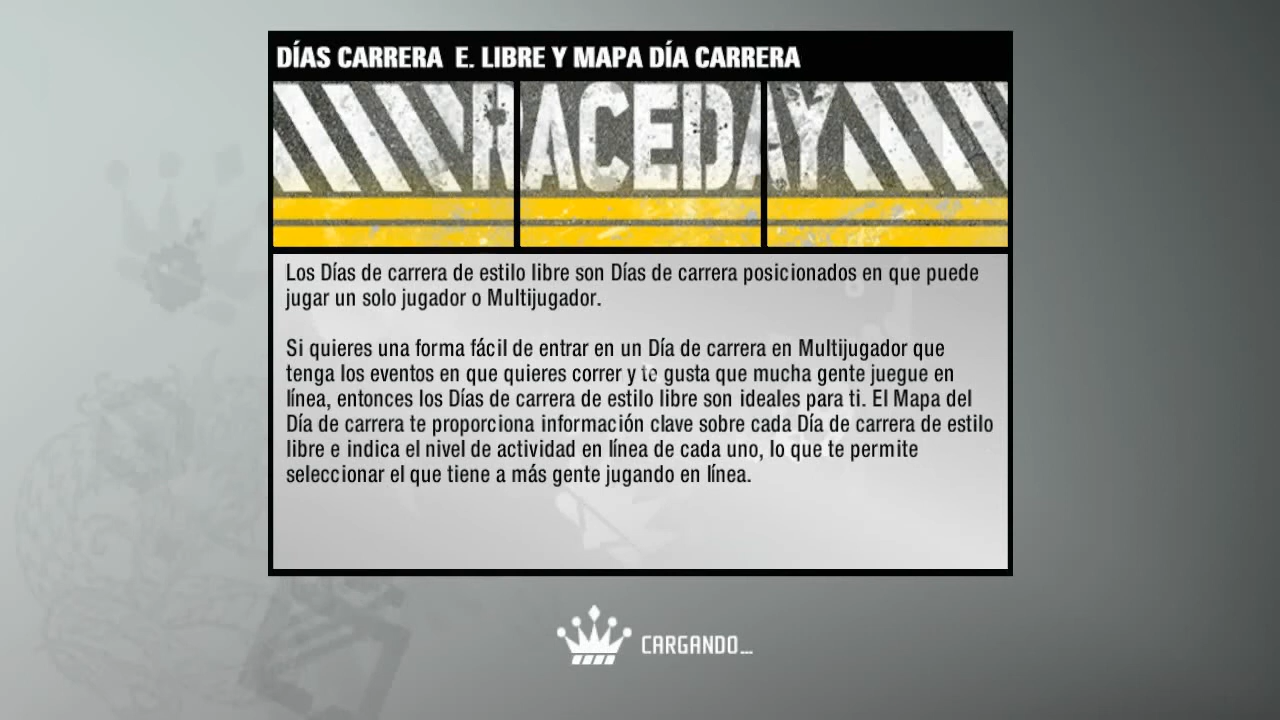 DÍAS CARRERA  E. LIBRE Y MAPA DÍA CARRERA
RACEDAY
Los Días de carrera de estilo libre son Días de carrera posicionados en que puede
jugar un solo jugador o Multijugador.
Si quieres una forma fácil de entrar en un Día de carrera en Multijugador que
tenga los eventos en que quieres correr y te gusta que mucha gente juegue en
línea, entonces los Días de carrera de estilo libre son ideales para ti. El Mapa del
Día de carrera te proporciona información clave sobre cada Día de carrera de estilo
libre e indica el nivel de actividad en línea de cada uno, lo que te permite
seleccionar el que tiene a más gente jugando en línea.
CARGANDO...